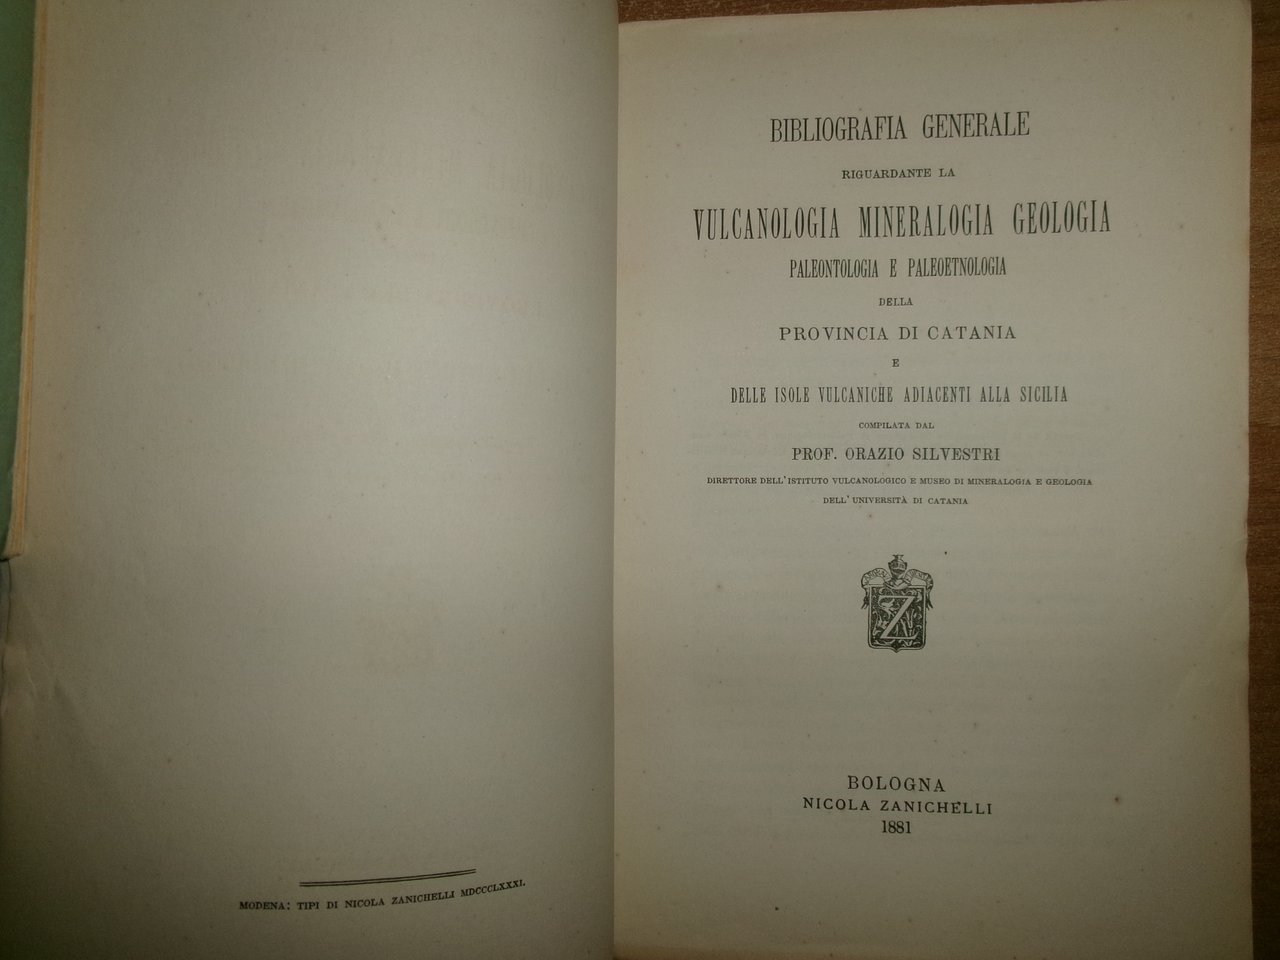 MODENA: TIPI DI NICOLA ZANICHELLI MDCCCLXXXI.
BIBLIOGRAFIA GENERALE
RIGUARDANTE LA
VULCANOLOGIA MINERALOGIA GEOLOGIA
PALEONTOLOGIA E PALEOETNOLOGIA
DELLA
PROVINCIA DI CATANIA
E
DELLE ISOLE VULCANICHE ADIACENTI ALLA SICILIA
COMPILATA DAL
PROF. ORAZIO SILVESTRI
DIRETTORE DELL'ISTITUTO VULCANOLOGICO E MUSEO DI MINERALOGIA E GEOLOGIA
DELL'UNIVERSITÀ DI CATANIA
Z
BOLOGNA
NICOLA ZANICHELLI
1881